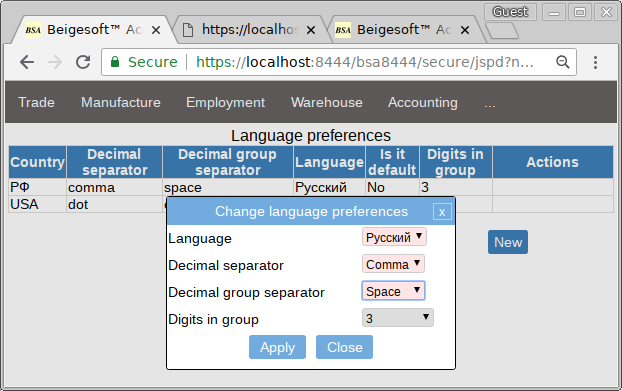 Guest
BSA Beigesoft™ Ac
https://localhos
BSA Beigesoft™ Ac
Secure https://localhost:8444/bsa8444/secure/jspd?n...
Trade Manufacture Employment Warehouse Accounting ...
Language preferences
Country Decimal separator Decimal group separator Language Is it default Digits in group Actions
РФ comma space Русский No 3
USA dot
Change language preferences x
Language Русский
Decimal separator Comma
Decimal group separator Space
Digits in group 3
Apply Close
New